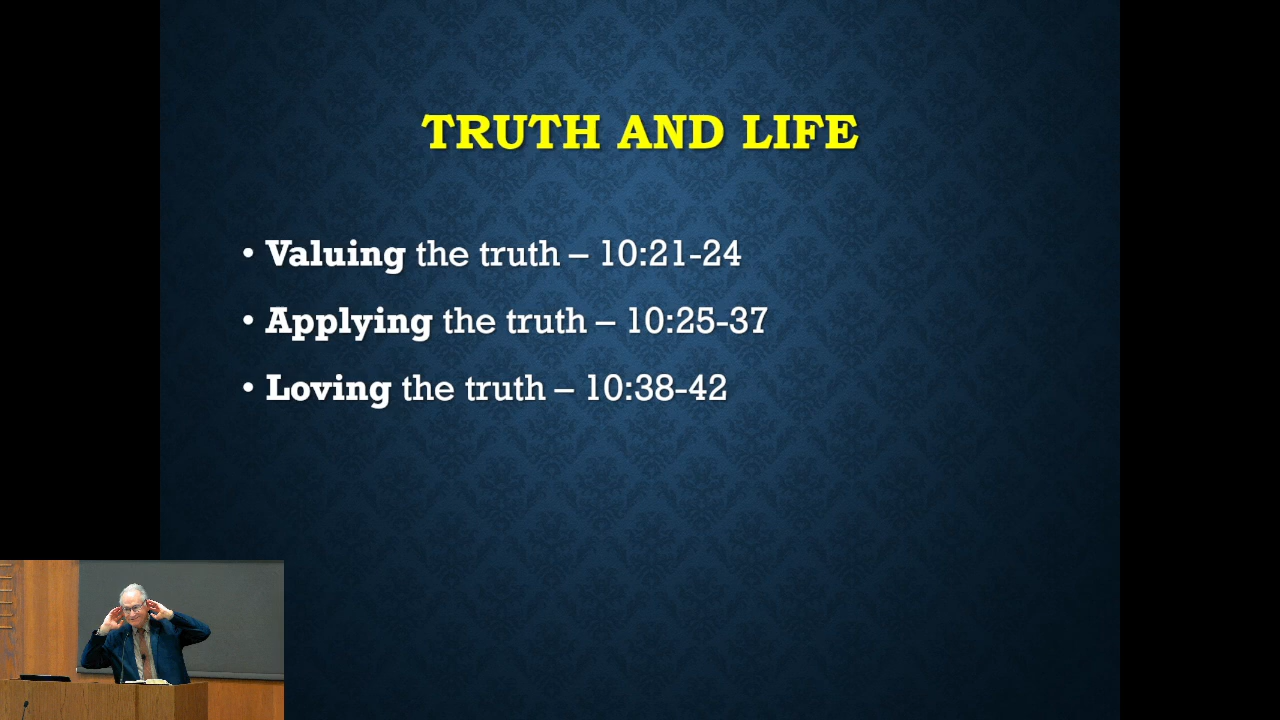 TRUTH AND LIFE
• Valuing the truth – 10:21-24
• Applying the truth – 10:25-37
• Loving the truth – 10:38-42